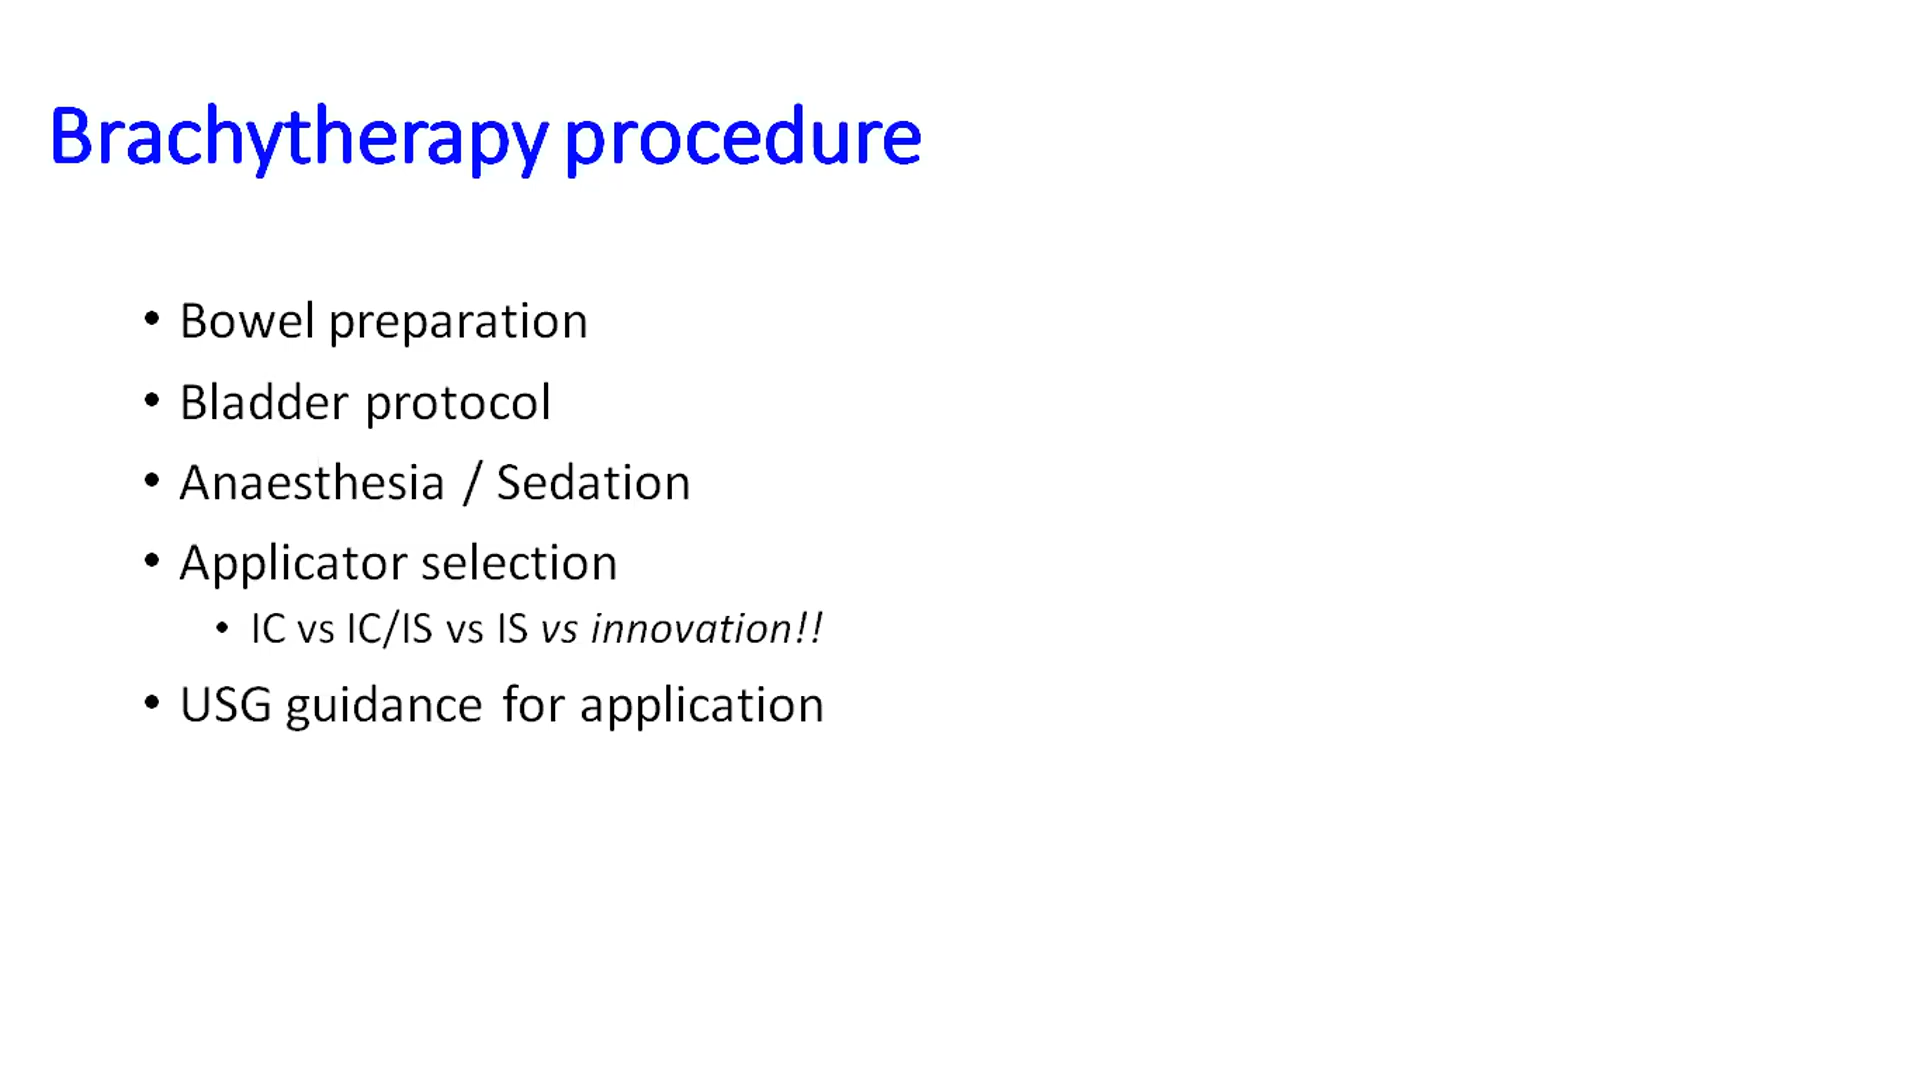 Brachytherapy procedure
• Bowel preparation
• Bladder protocol
• Anaesthesia / Sedation
• Applicator selection
• IC vs IC/IS vs IS vs innovation!!
• USG guidance for application